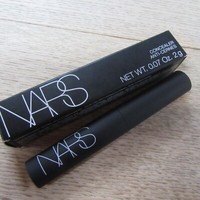 NARS
CONCEALER
ANTI-CERNES
NET WT. 0.07 Oz. 2 g
NARS